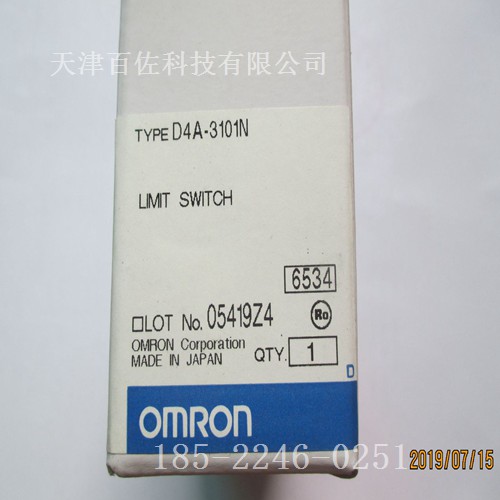 天津百佐科技有限公司
TYPE D4A-3101N
LIMIT SWITCH
6534
□LOT No. 05419Z4
Ro
OMRON Corporation
MADE IN JAPAN
QTY. 1
D
OMRON
185-2246-0251
2019/07/15